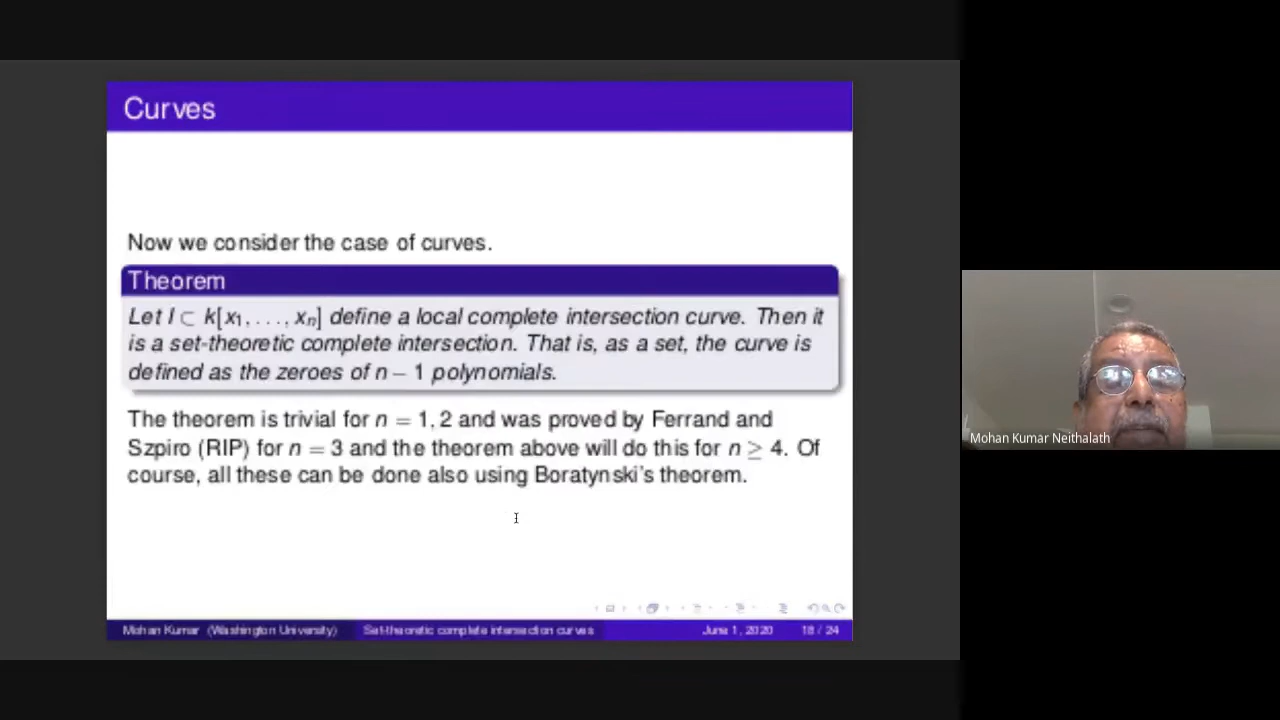 Curves
Now we consider the case of curves.
Theorem
Let I ⊂ k[x₁, . . . , xₙ] define a local complete intersection curve. Then it
is a set-theoretic complete intersection. That is, as a set, the curve is
defined as the zeroes of n − 1 polynomials.
The theorem is trivial for n = 1, 2 and was proved by Ferrand and
Szpiro (RIP) for n = 3 and the theorem above will do this for n ≥ 4. Of
course, all these can be done also using Boratynski's theorem.
Mohan Kumar (Washington University) Set-theoretic complete intersection curves June 1, 2020 18 / 24
Mohan Kumar Neithalath